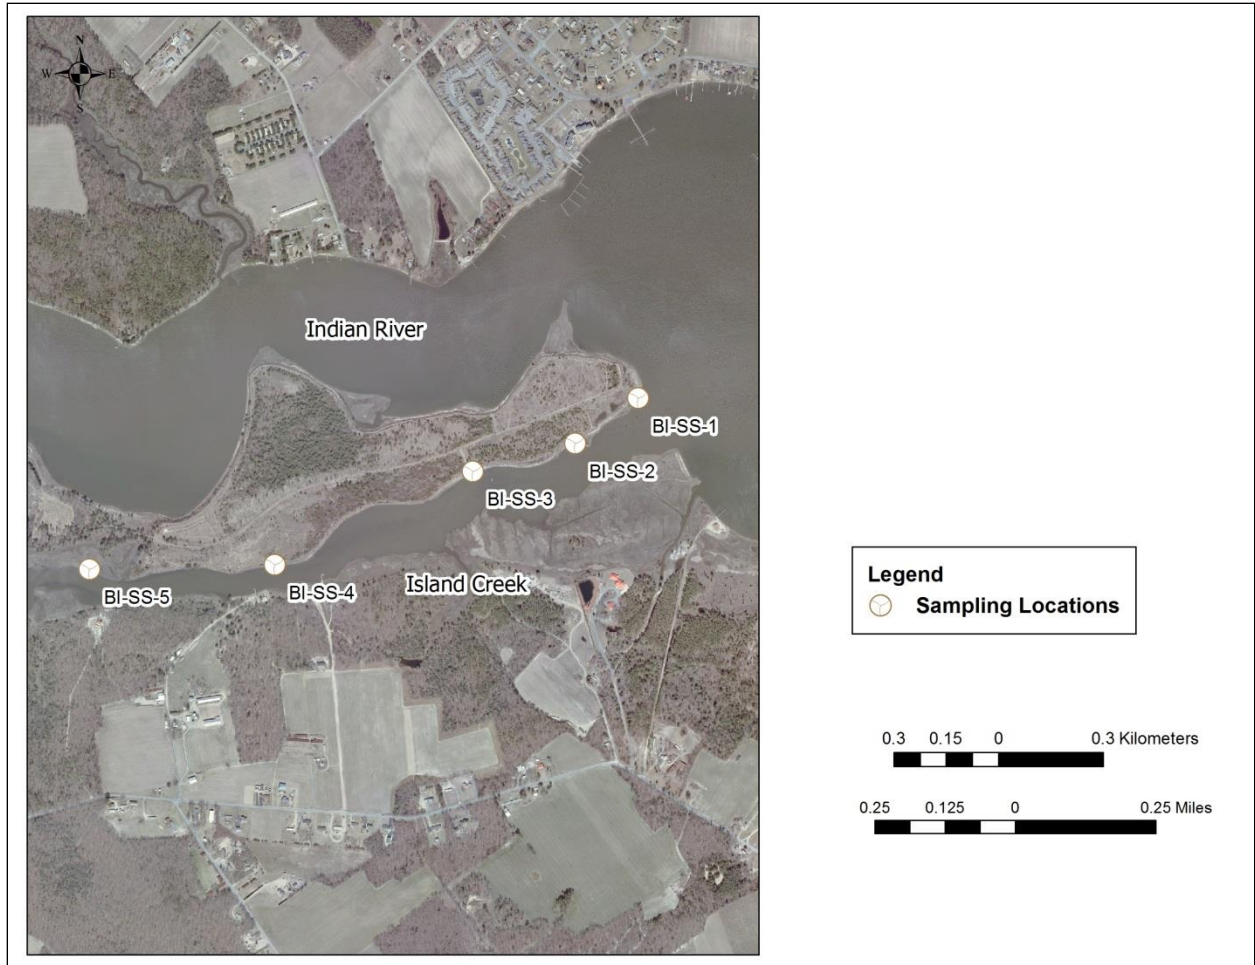 N
W E
S
Indian River
BI-SS-1
BI-SS-2
BI-SS-3
BI-SS-4
BI-SS-5
Island Creek
Legend
Sampling Locations
0.3 0.15 0 0.3 Kilometers
0.25 0.125 0 0.25 Miles